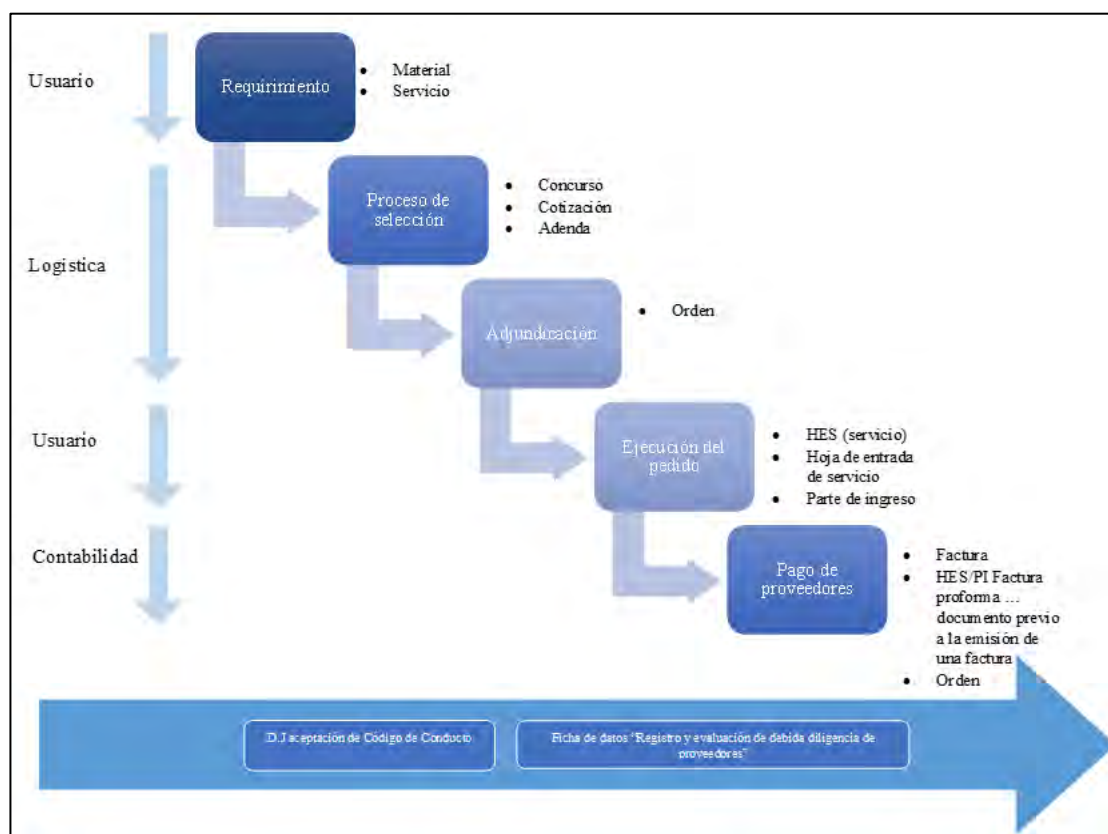 Usuario
Requirimiento
• Material
• Servicio
Proceso de
selección
• Concurso
• Cotización
• Adenda
Logistica
Adjundicación
• Orden
Usuario
Ejecución del
pedido
• HES (servicio)
• Hoja de entrada
de servicio
• Parte de ingreso
Contabilidad
Pago de
proveedores
• Factura
• HES/PI Factura
proforma ...
documento previo
a la emisión de
una factura
• Orden
D.J aceptación de Código de Conducto
Ficha de datos "Registro y evaluación de debida diligencia de
proveedores"